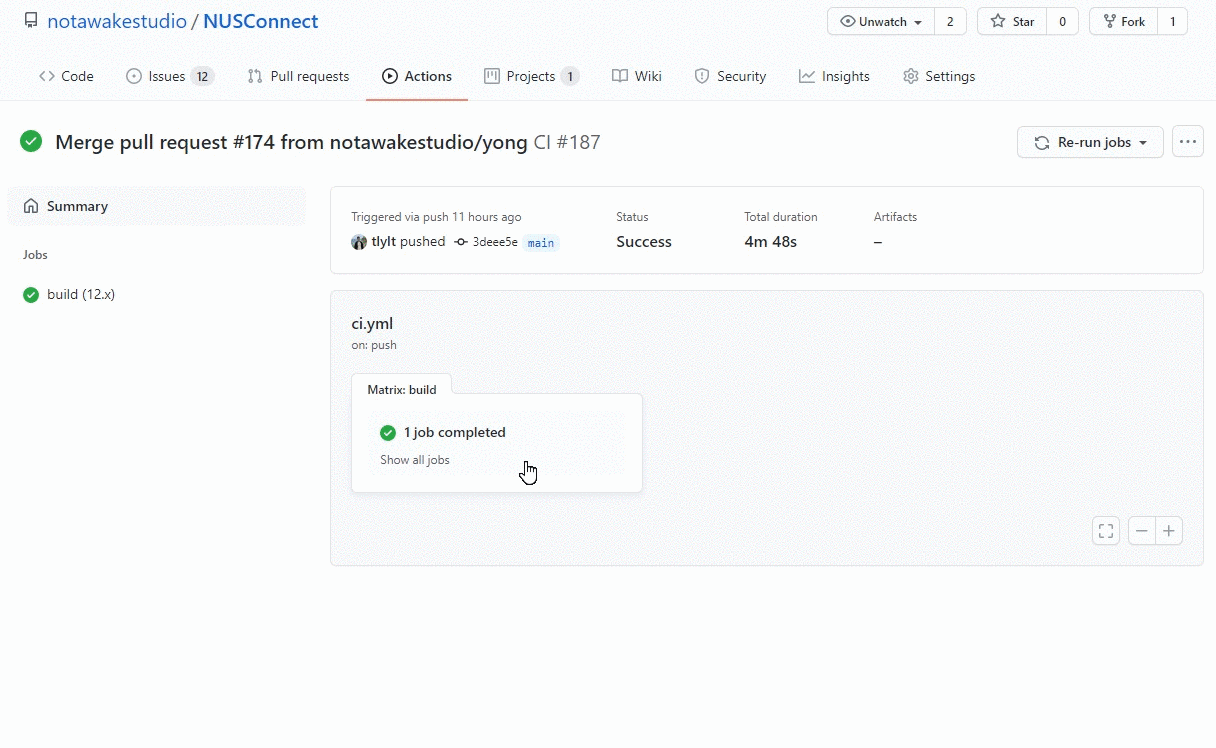 notawakestudio / NUSConnect
Unwatch 2 Star 0 Fork 1
Code Issues 12 Pull requests Actions Projects 1 Wiki Security Insights Settings
Merge pull request #174 from notawakestudio/yong CI #187
Re-run jobs
Summary
Jobs
build (12.x)
Triggered via push 11 hours ago
tlylt pushed 3deee5e main
Status
Success
Total duration
4m 48s
Artifacts
–
ci.yml
on: push
Matrix: build
1 job completed
Show all jobs